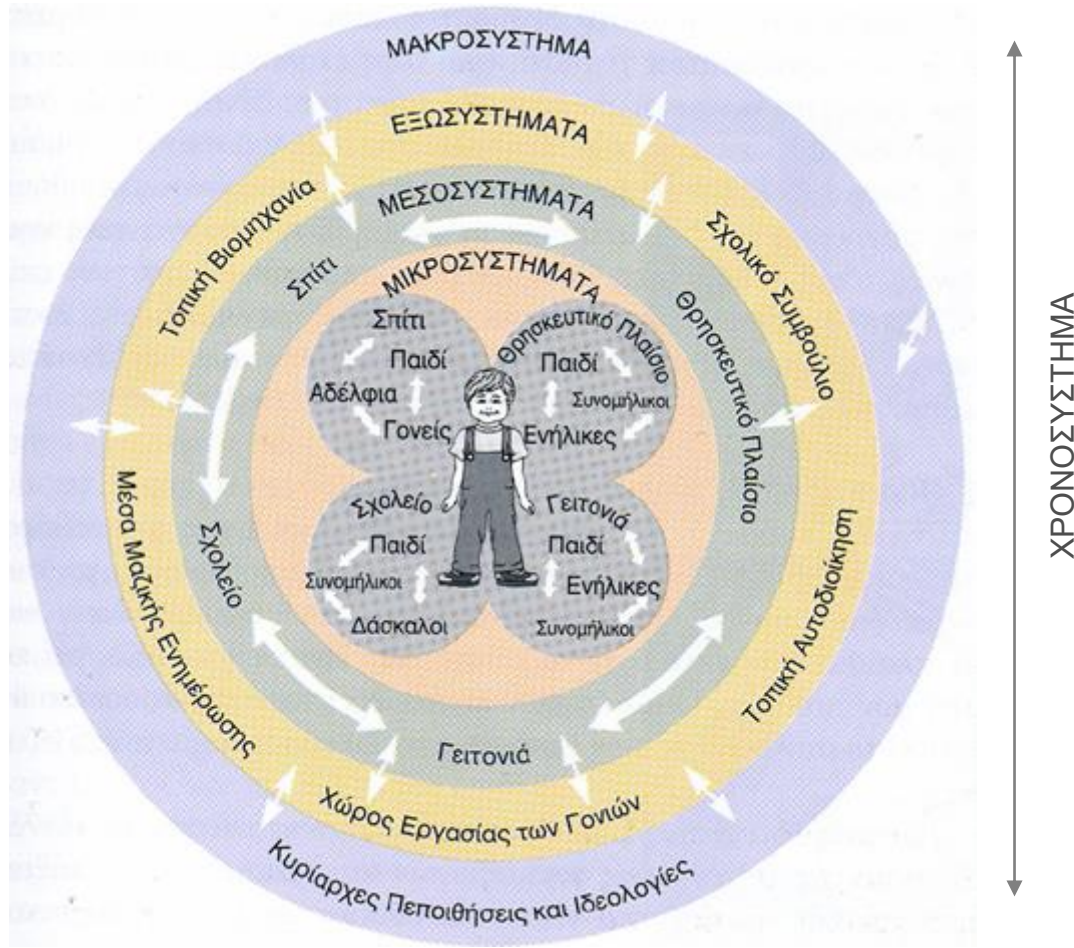 ΜΑΚΡΟΣΥΣΤΗΜΑ
ΕΞΩΣΥΣΤΗΜΑΤΑ
ΜΕΣΟΣΥΣΤΗΜΑΤΑ
ΜΙΚΡΟΣΥΣΤΗΜΑΤΑ
Τοπική Βιομηχανία
Σχολικό Συμβούλιο
Σπίτι
Θρησκευτικό Πλαίσιο
Σπίτι
Παιδί
Αδέλφια
Γονείς
Θρησκευτικό Πλαίσιο
Παιδί
Συνομήλικοι
Ενήλικες
Σχολείο
Παιδί
Συνομήλικοι
Δάσκαλοι
Γειτονιά
Παιδί
Ενήλικες
Συνομήλικοι
Σχολείο
Γειτονιά
Μέσα Μαζικής Ενημέρωσης
Τοπική Αυτοδιοίκηση
Χώρος Εργασίας των Γονιών
Κυρίαρχες Πεποιθήσεις και Ιδεολογίες
ΧΡΟΝΟΣΥΣΤΗΜΑ